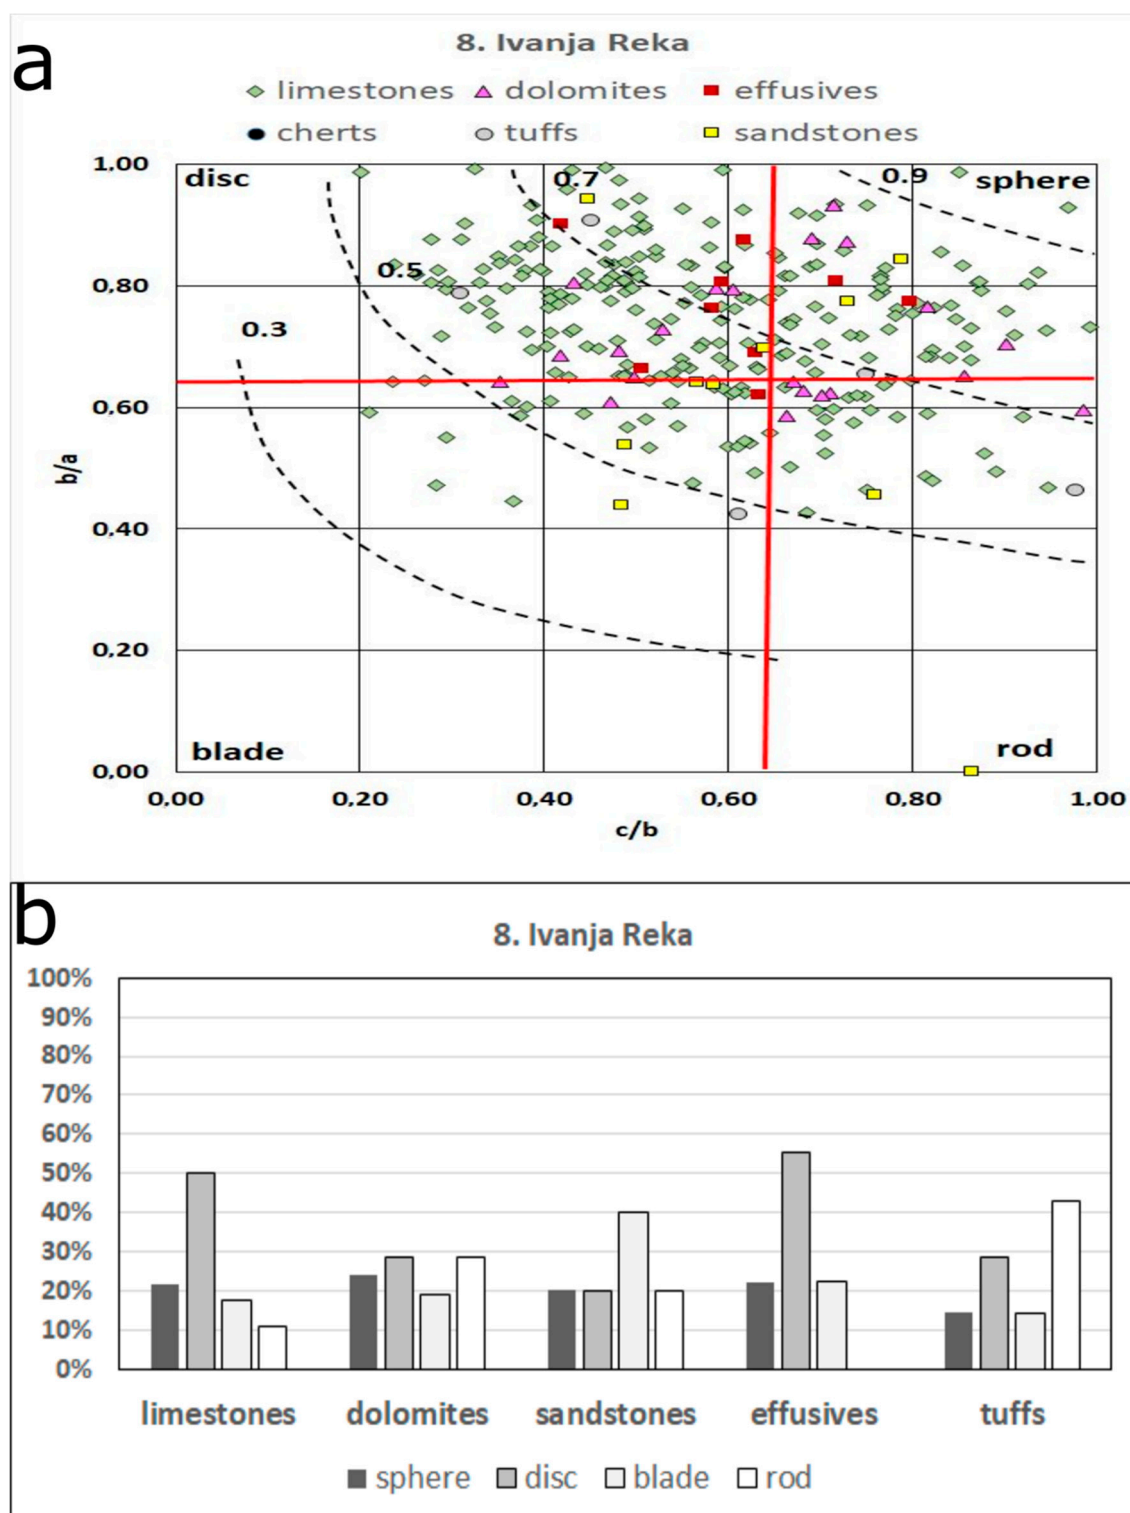 a
8. Ivanja Reka
limestones dolomites effusives
cherts tuffs sandstones
1.00
disc 0.7 0.9 sphere
0,80
0.5
0.3
0,60
b/a
0,40
0,20
blade rod
0,00
0,00 0,20 0,40 0,60 0,80 1.00
c/b
b
8. Ivanja Reka
100%
90%
80%
70%
60%
50%
40%
30%
20%
10%
0%
limestones dolomites sandstones effusives tuffs
sphere disc blade rod